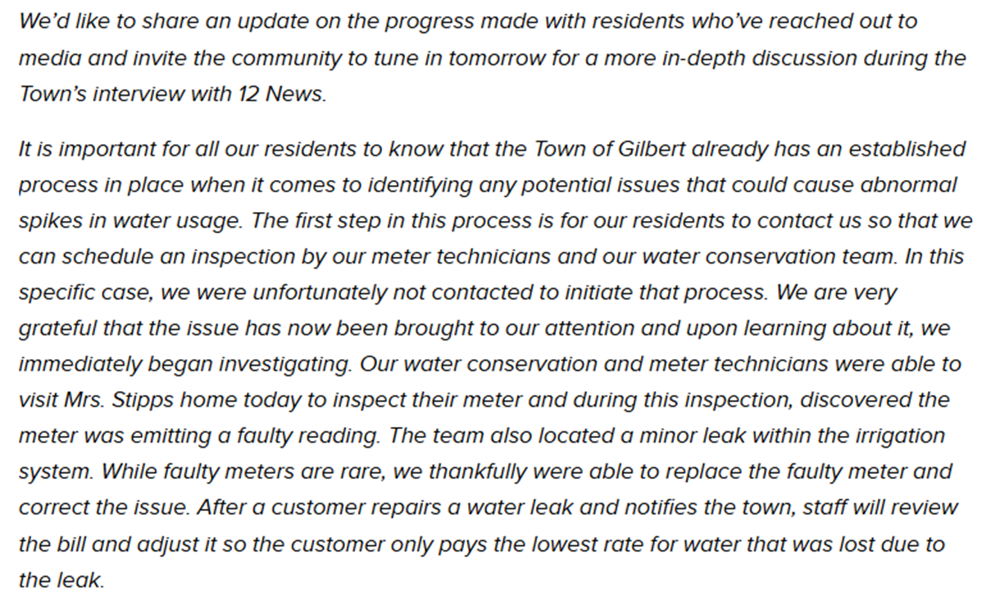 We’d like to share an update on the progress made with residents who’ve reached out to
media and invite the community to tune in tomorrow for a more in-depth discussion during the
Town’s interview with 12 News.
It is important for all our residents to know that the Town of Gilbert already has an established
process in place when it comes to identifying any potential issues that could cause abnormal
spikes in water usage. The first step in this process is for our residents to contact us so that we
can schedule an inspection by our meter technicians and our water conservation team. In this
specific case, we were unfortunately not contacted to initiate that process. We are very
grateful that the issue has now been brought to our attention and upon learning about it, we
immediately began investigating. Our water conservation and meter technicians were able to
visit Mrs. Stipps home today to inspect their meter and during this inspection, discovered the
meter was emitting a faulty reading. The team also located a minor leak within the irrigation
system. While faulty meters are rare, we thankfully were able to replace the faulty meter and
correct the issue. After a customer repairs a water leak and notifies the town, staff will review
the bill and adjust it so the customer only pays the lowest rate for water that was lost due to
the leak.